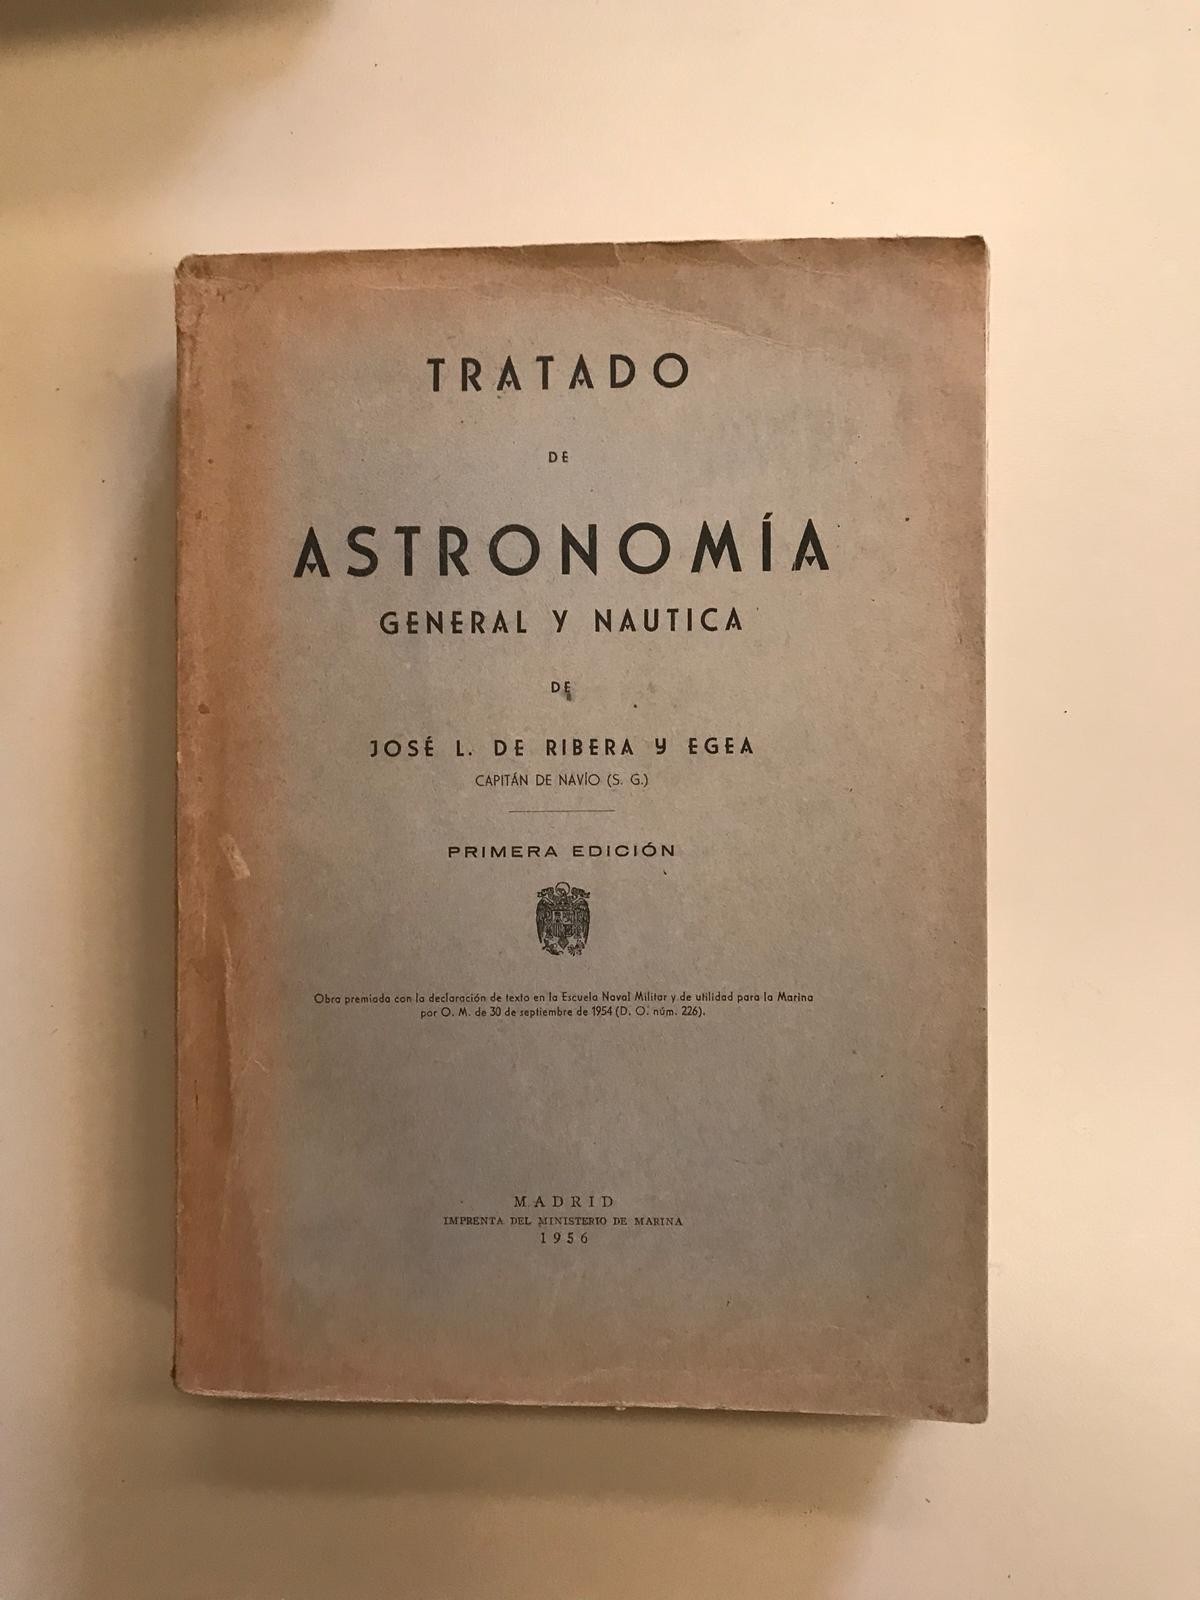 TRATADO
DE
ASTRONOMÍA
GENERAL Y NAUTICA
DE
JOSÉ L. DE RIBERA Y EGEA
CAPITÁN DE NAVÍO (S. G.)
PRIMERA EDICIÓN
Obra premiada con la declaración de texto en la Escuela Naval Militar y de utilidad para la Marina
por O. M. de 30 de septiembre de 1954 (D. O. núm. 226).
MADRID
IMPRENTA DEL MINISTERIO DE MARINA
1956